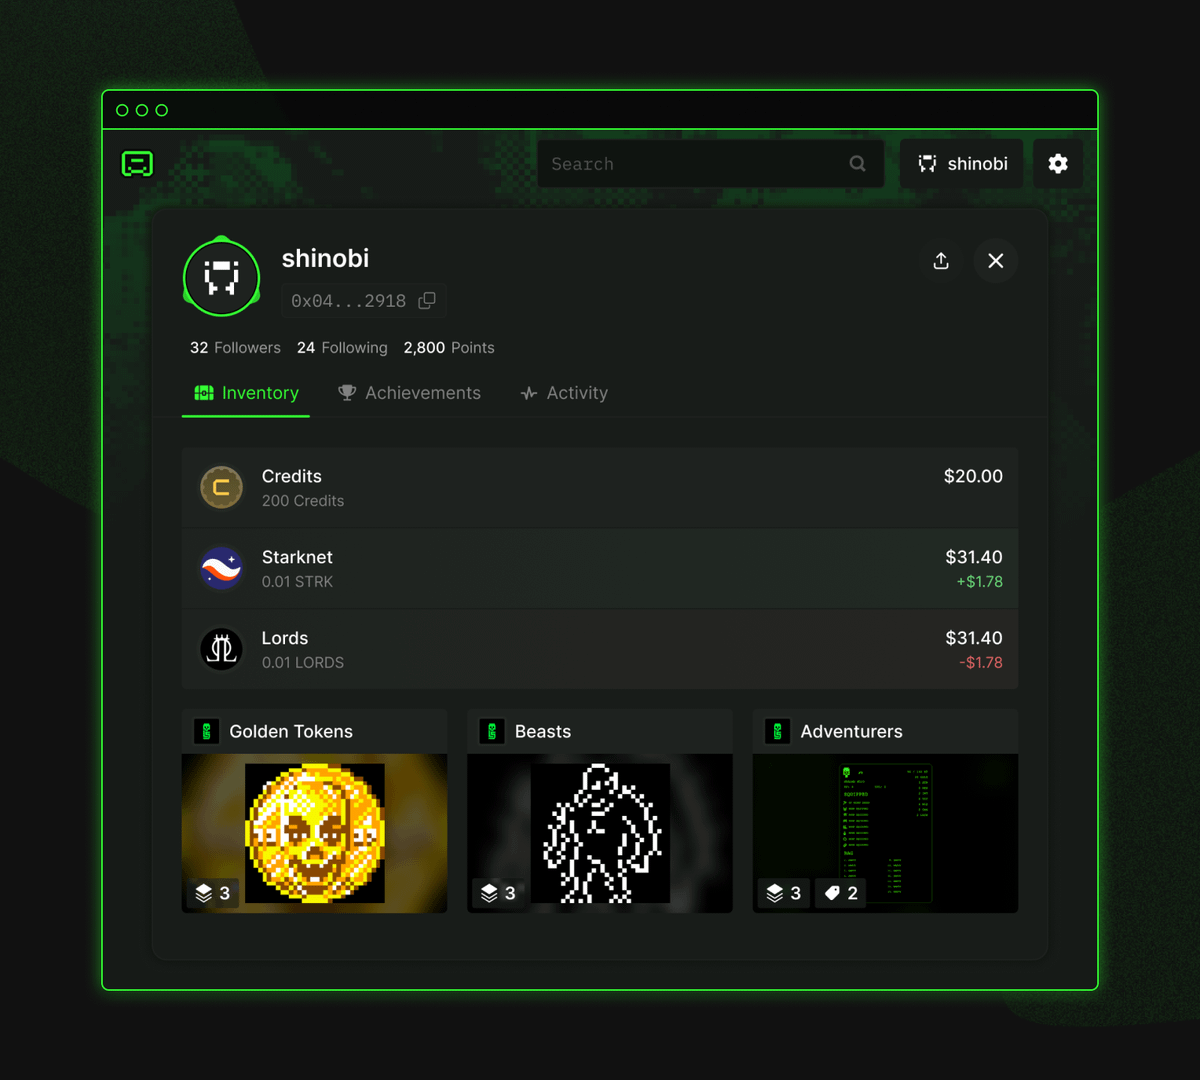 Search
shinobi
shinobi
0x04...2918
32 Followers 24 Following 2,800 Points
Inventory Achievements Activity
Credits $20.00
200 Credits
Starknet $31.40
0.01 STRK +$1.78
Lords $31.40
0.01 LORDS -$1.78
Golden Tokens Beasts Adventurers
EQUIPPED
BAG
3 3 3 2